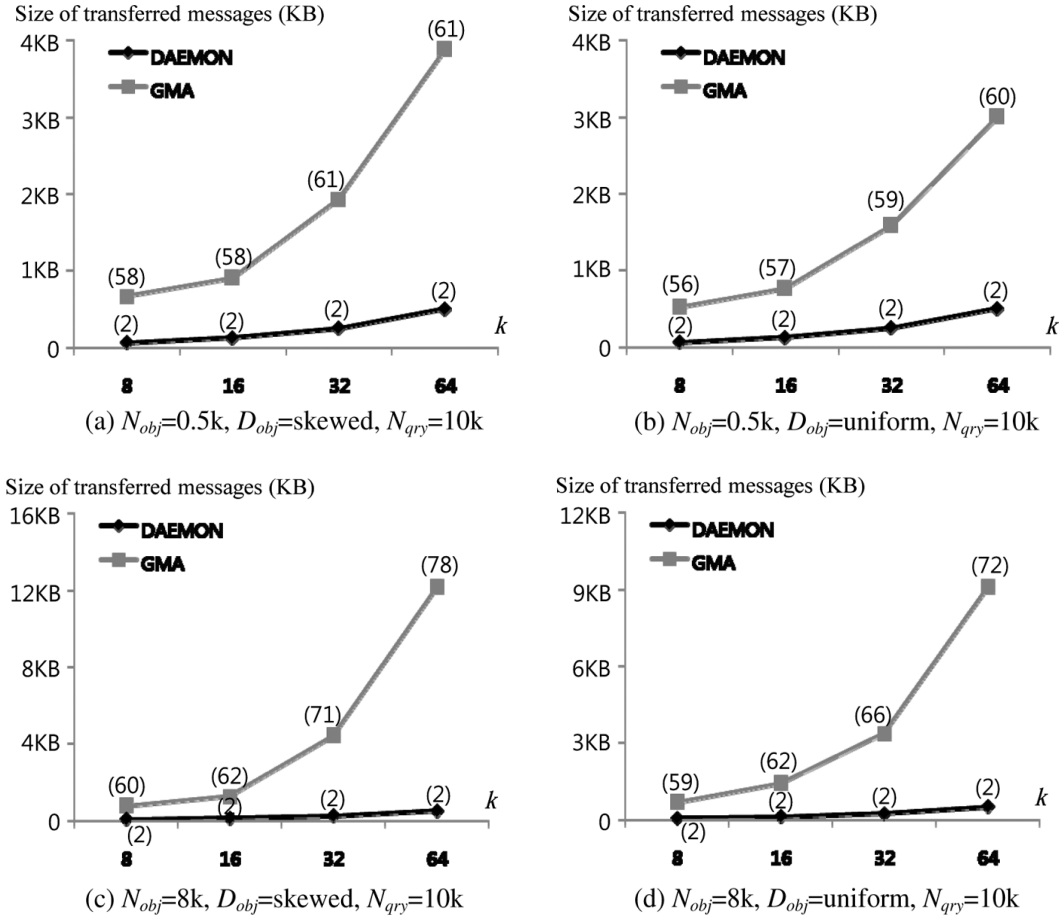 Size of transferred messages (KB)
4KB
3KB
2KB
1KB
0
DAEMON
GMA
(58)
(58)
(61)
(61)
(2)
(2)
(2)
(2)
k
8 16 32 64
(a) Nobj=0.5k, Dobj=skewed, Nqry=10k
Size of transferred messages (KB)
4KB
3KB
2KB
1KB
0
DAEMON
GMA
(56)
(57)
(59)
(60)
(2)
(2)
(2)
(2)
k
8 16 32 64
(b) Nobj=0.5k, Dobj=uniform, Nqry=10k
Size of transferred messages (KB)
16KB
12KB
8KB
4KB
0
DAEMON
GMA
(60)
(62)
(71)
(78)
(2)
(2)
(2)
(2)
k
8 16 32 64
(c) Nobj=8k, Dobj=skewed, Nqry=10k
Size of transferred messages (KB)
12KB
9KB
6KB
3KB
0
DAEMON
GMA
(59)
(62)
(66)
(72)
(2)
(2)
(2)
(2)
k
8 16 32 64
(d) Nobj=8k, Dobj=uniform, Nqry=10k